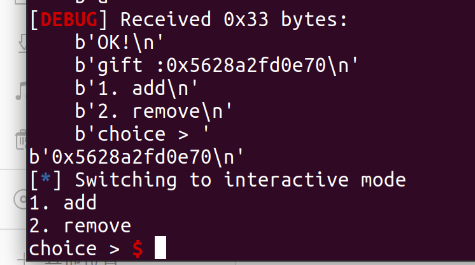 [DEBUG] Received 0x33 bytes:
b'OK!\n'
b'gift :0x5628a2fd0e70\n'
b'1. add\n'
b'2. remove\n'
b'choice > '
b'0x5628a2fd0e70\n'
[*] Switching to interactive mode
1. add
2. remove
choice > $